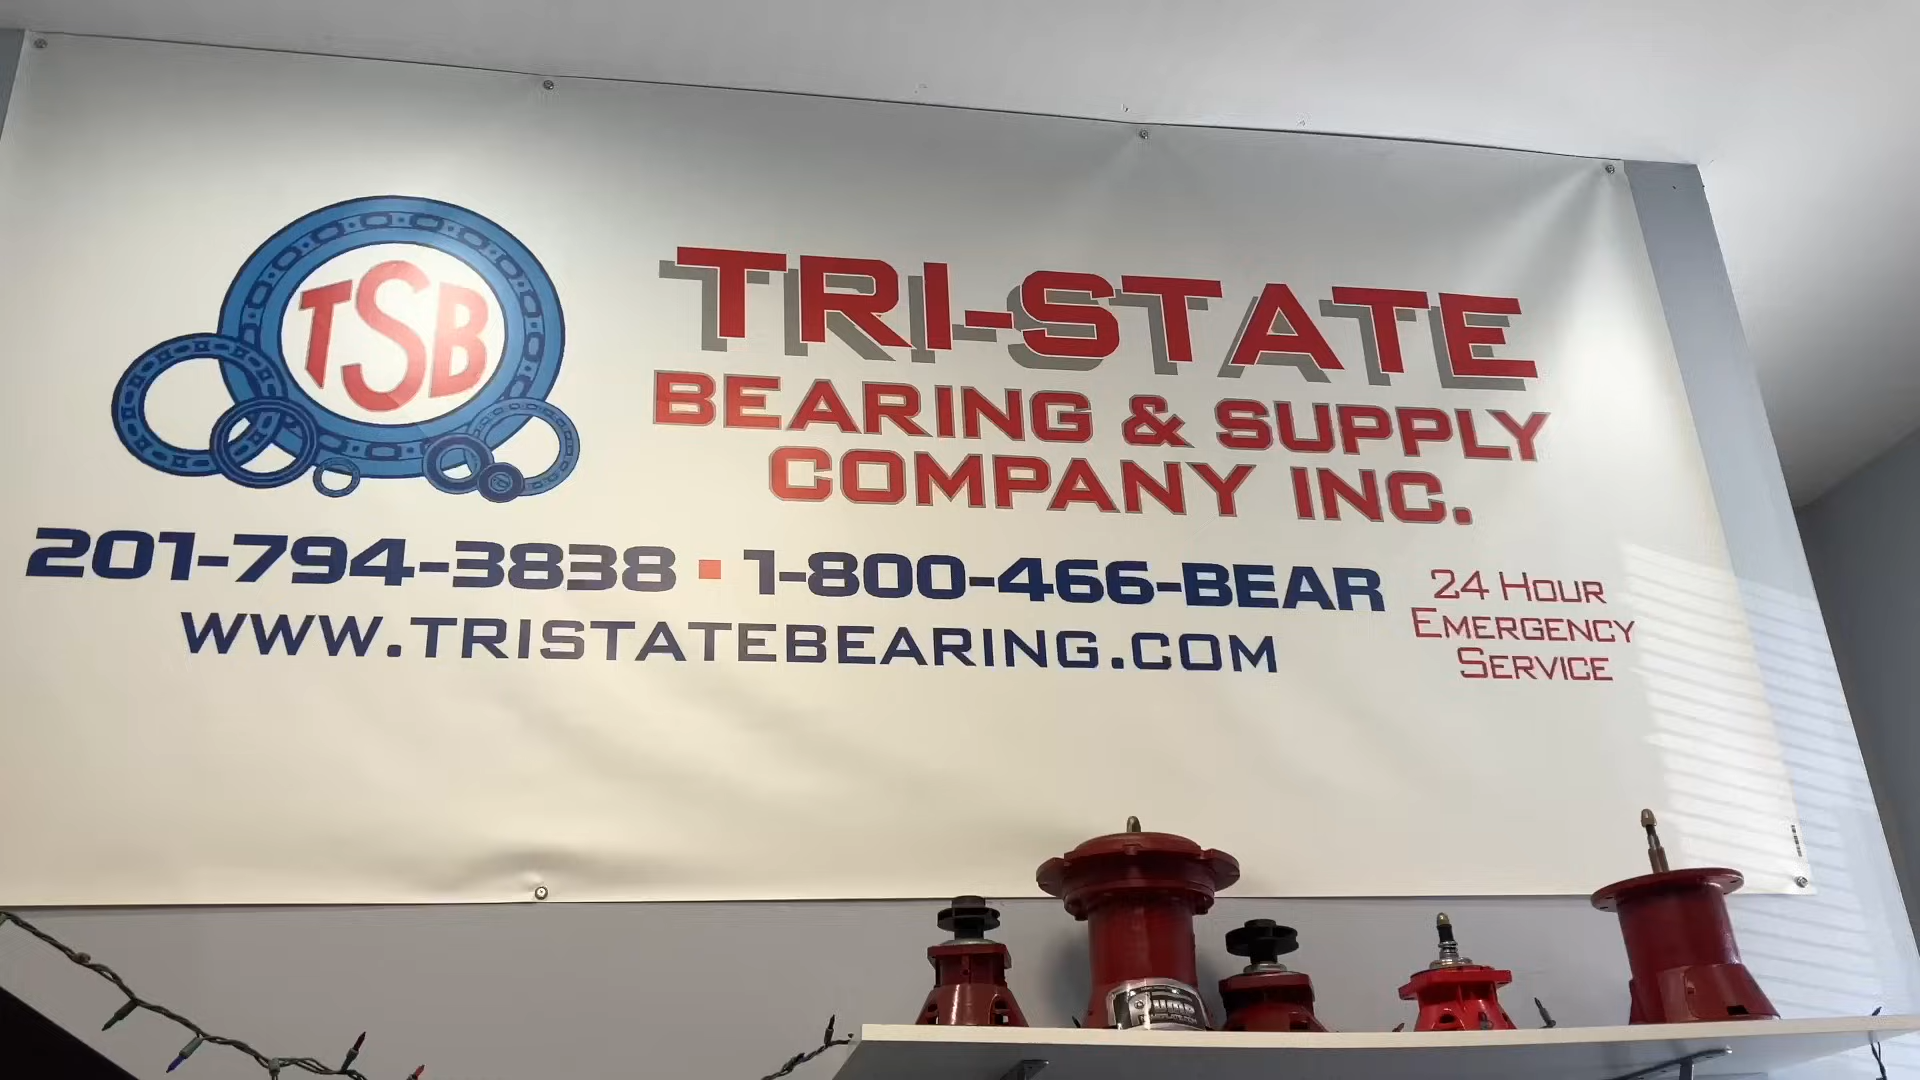 TSB
TRI-STATE
BEARING & SUPPLY
COMPANY INC.
201-794-3838 ▪ 1-800-466-BEAR
WWW.TRISTATEBEARING.COM
24 HOUR
EMERGENCY
SERVICE